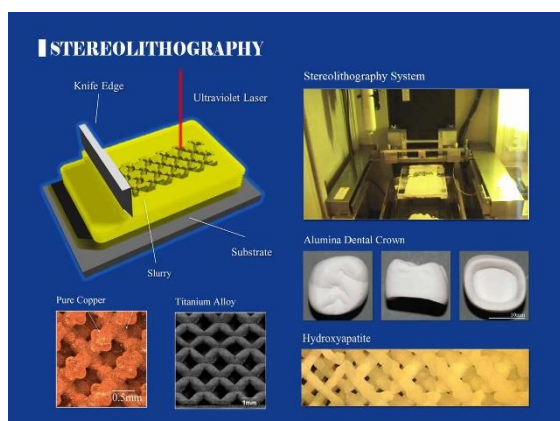 STEREOLITHOGRAPHY
Knife Edge
Ultraviolet Laser
Substrate
Slurry
Stereolithography System
Alumina Dental Crown
10mm
Pure Copper
0.5mm
Titanium Alloy
1mm
Hydroxyapatite